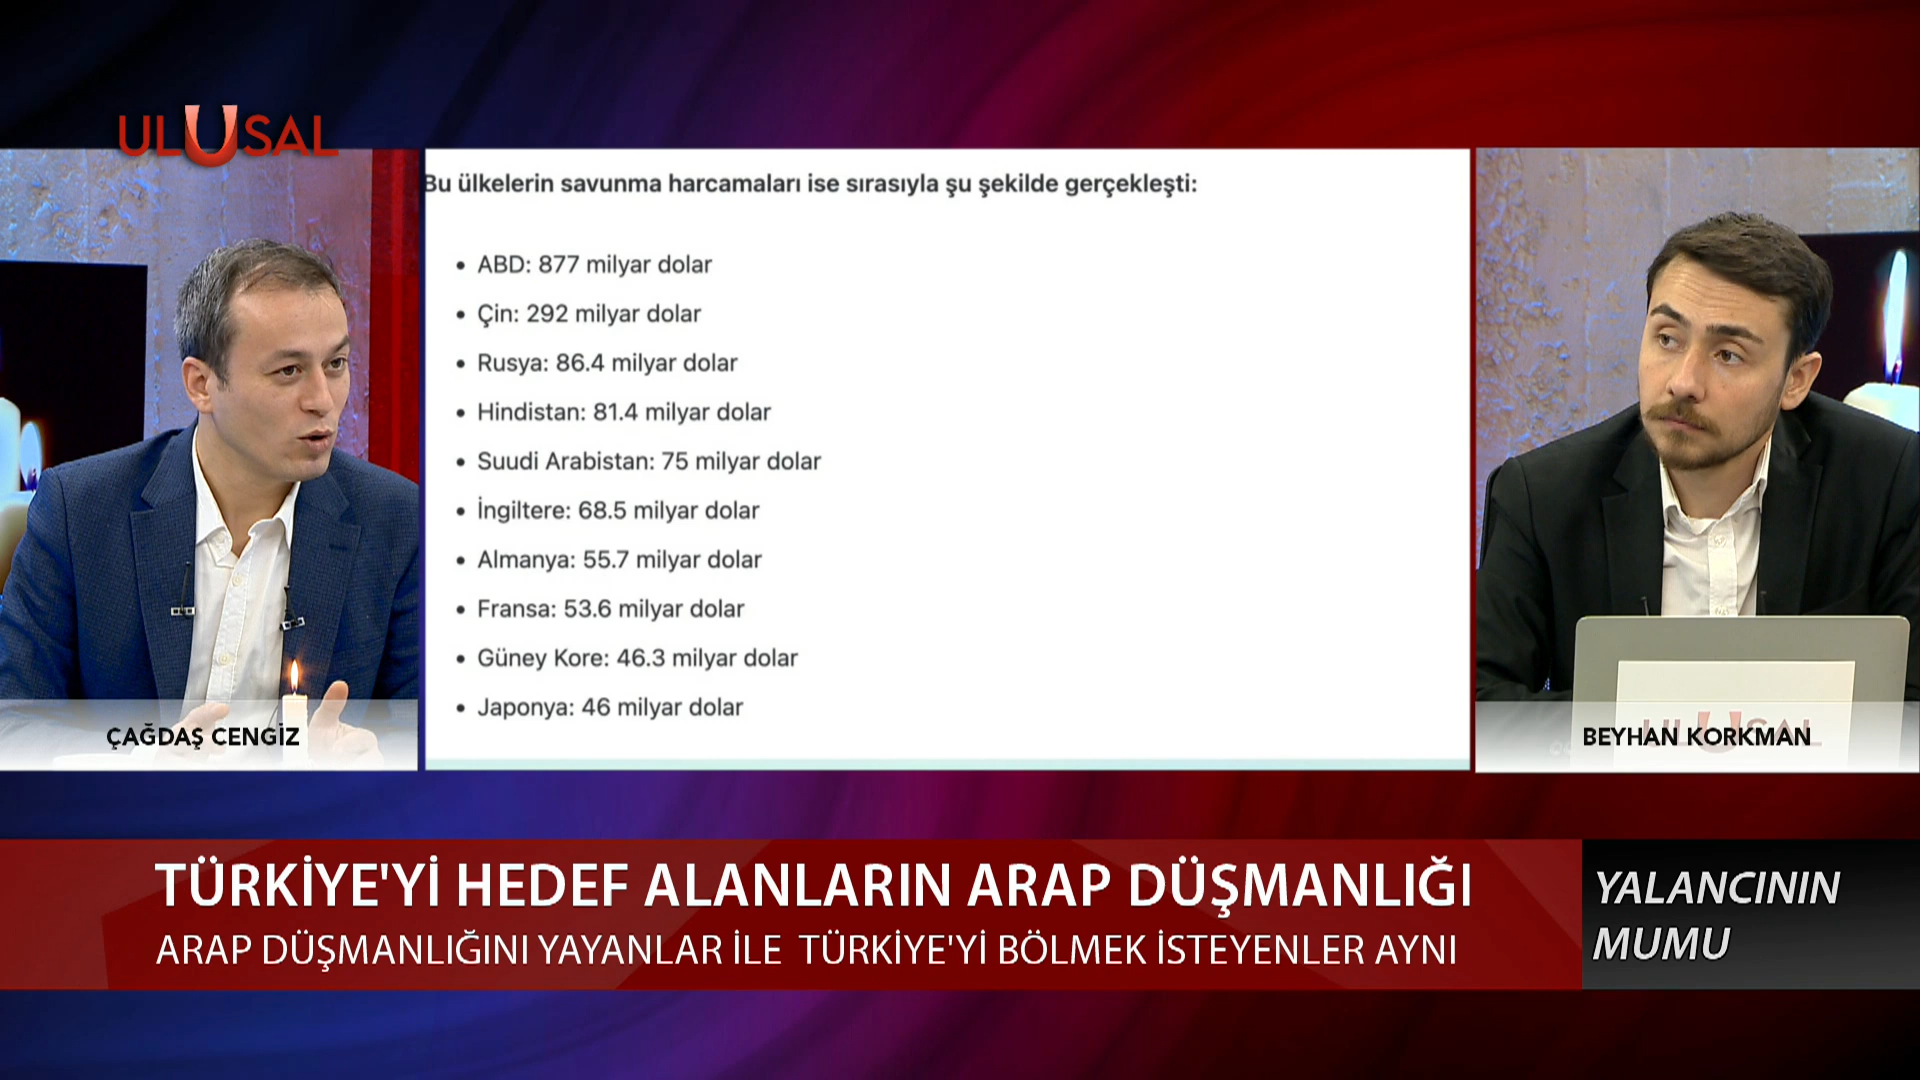 ULUSAL
Bu ülkelerin savunma harcamaları ise sırasıyla şu şekilde gerçekleşti:
• ABD: 877 milyar dolar
• Çin: 292 milyar dolar
• Rusya: 86.4 milyar dolar
• Hindistan: 81.4 milyar dolar
• Suudi Arabistan: 75 milyar dolar
• İngiltere: 68.5 milyar dolar
• Almanya: 55.7 milyar dolar
• Fransa: 53.6 milyar dolar
• Güney Kore: 46.3 milyar dolar
• Japonya: 46 milyar dolar
ÇAĞDAŞ CENGİZ
ULUSAL
BEYHAN KORKMAN
TÜRKİYE'Yİ HEDEF ALANLARIN ARAP DÜŞMANLIĞI
ARAP DÜŞMANLIĞINI YAYANLAR İLE TÜRKİYE'Yİ BÖLMEK İSTEYENLER AYNI
YALANCININ
MUMU